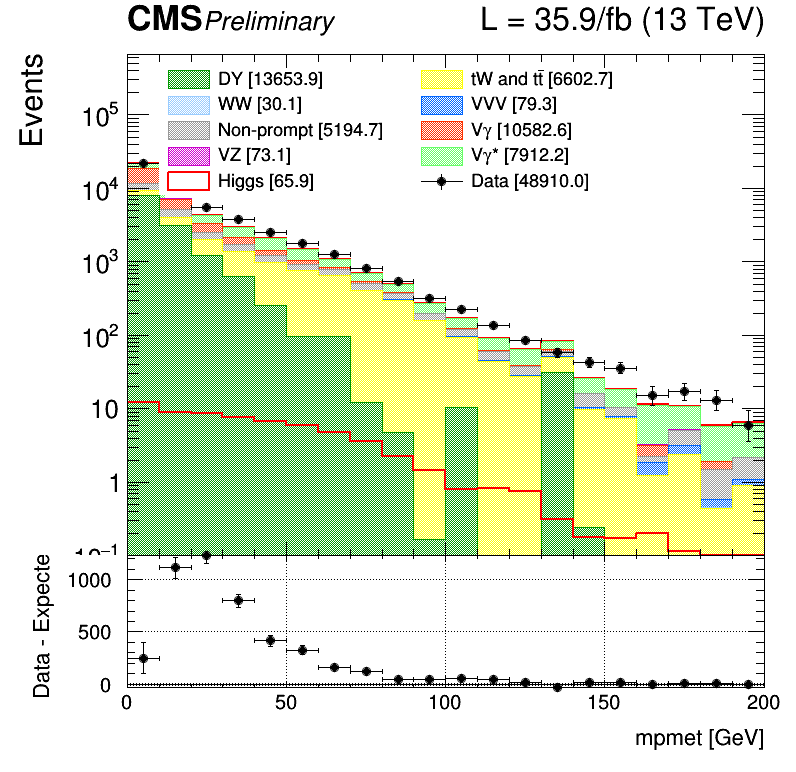 CMS Preliminary L = 35.9/fb (13 TeV)
Events
DY [13653.9] tW and tt̄ [6602.7]
WW [30.1] VVV [79.3]
Non-prompt [5194.7] Vγ [10582.6]
VZ [73.1] Vγ* [7912.2]
Higgs [65.9] Data [48910.0]
10⁵
10⁴
10³
10²
10
1
10⁻¹
Data - Expecte
1000
500
0
0 50 100 150 200
mpmet [GeV]